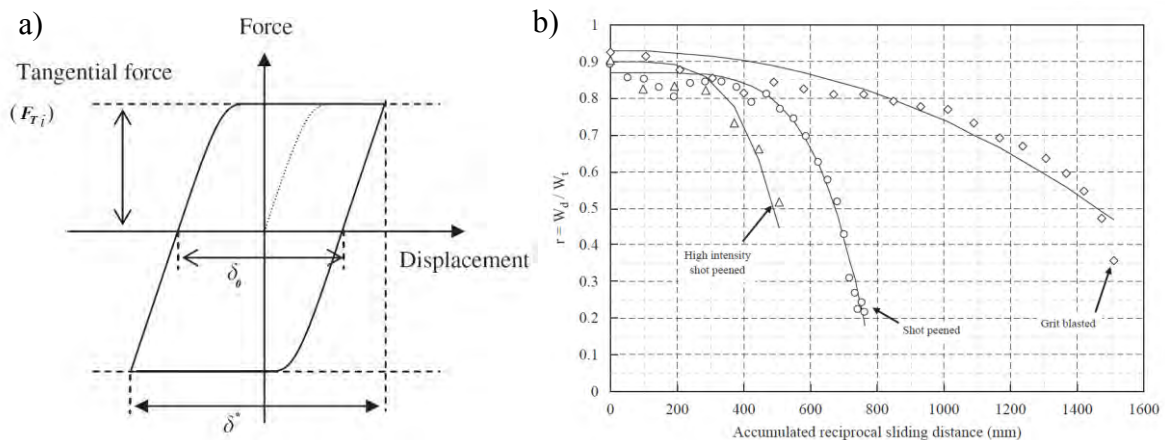 a)
Force
Tangential force
(F_{T i})
Displacement
δ_0
δ*
b)
1
0.9
0.8
0.7
0.6
0.5
0.4
0.3
0.2
0.1
0
r = W_d / W_t
High intensity
shot peened
Shot peened
Grit blasted
0 200 400 600 800 1000 1200 1400 1600
Accumulated reciprocal sliding distance (mm)